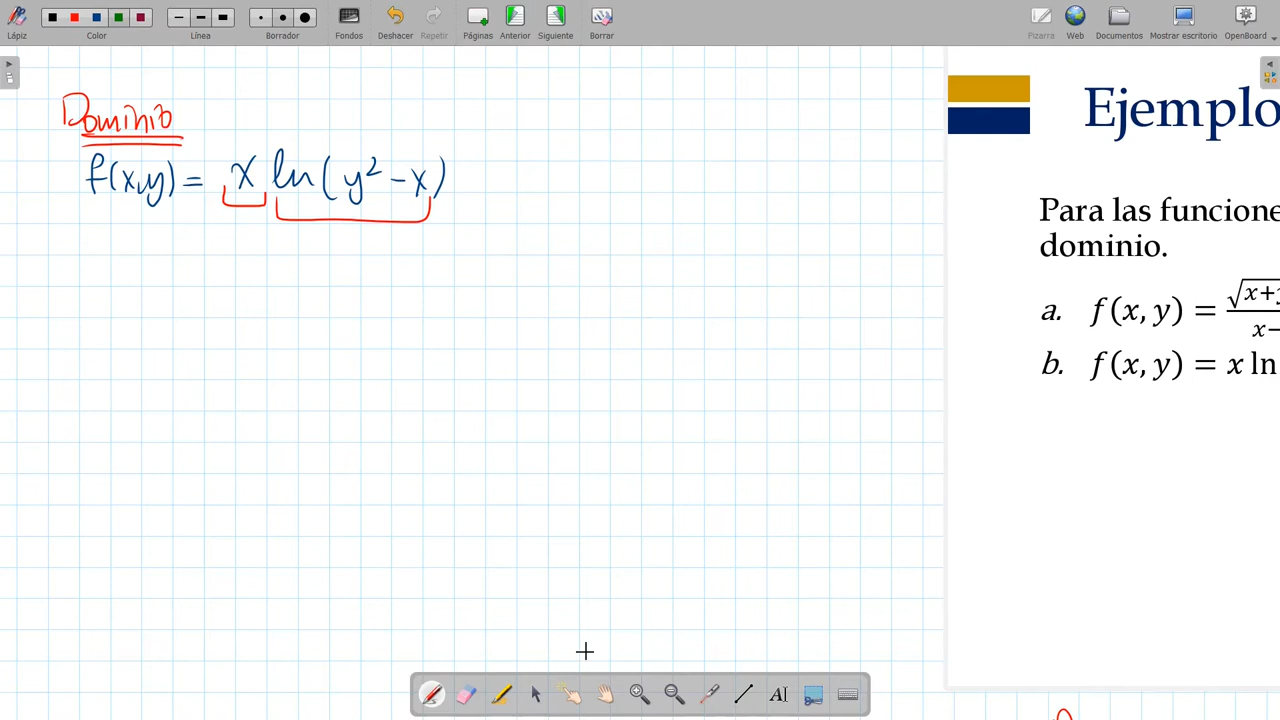 Lápiz Color Línea Borrador Fondos Deshacer Repetir Páginas Anterior Siguiente Borrar Pizarra Web Documentos Mostrar escritorio OpenBoard
Dominio
f(x,y) = x ln(y² - x)
Ejemplo
Para las funcione
dominio.
a. f(x, y) = √x+y
x−
b. f(x, y) = x ln